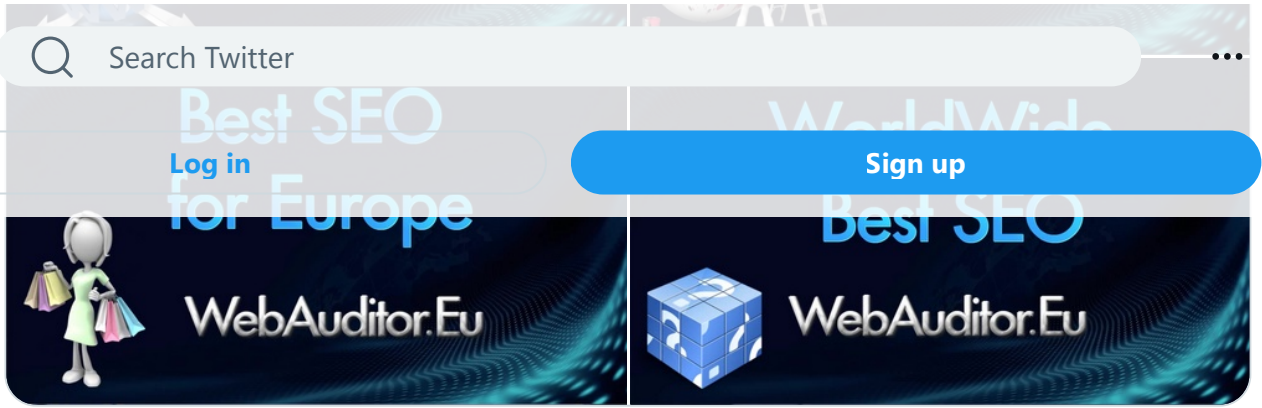 Search Twitter
Best SEO
WorldWide
Log in
Sign up
for Europe
Best SEO
WebAuditor.Eu
WebAuditor.Eu